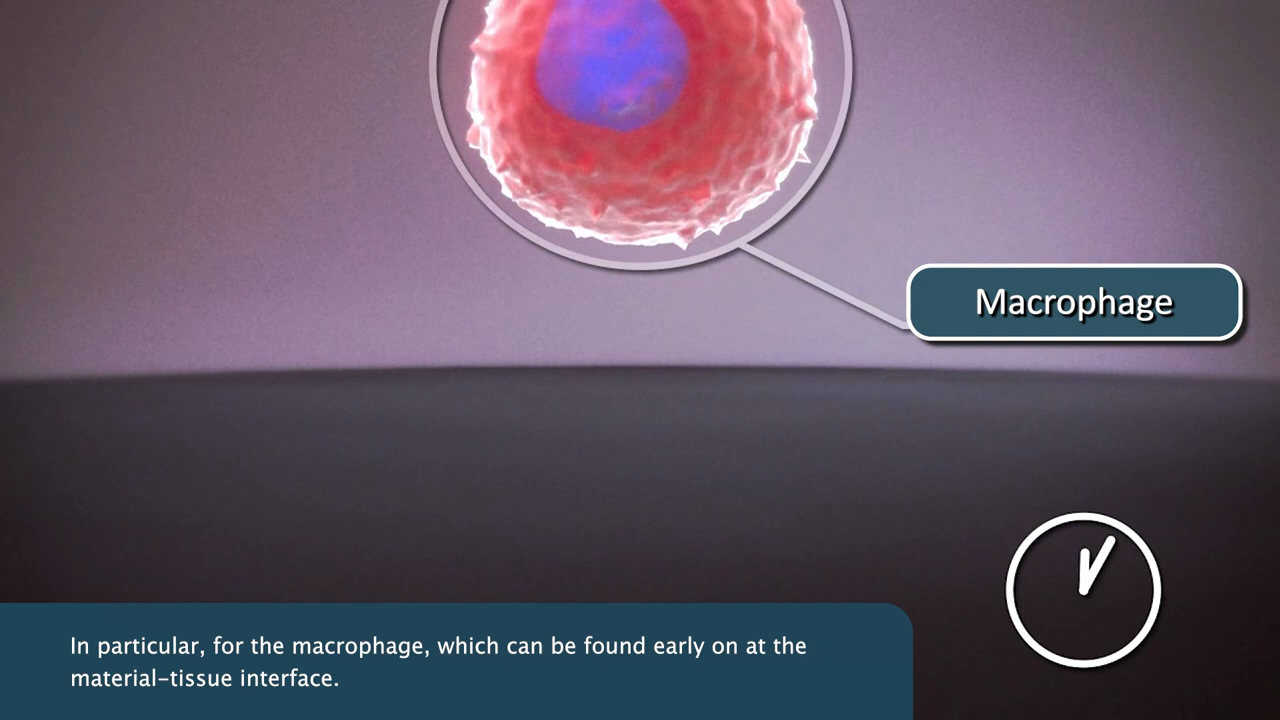 Macrophage
In particular, for the macrophage, which can be found early on at the
material-tissue interface.